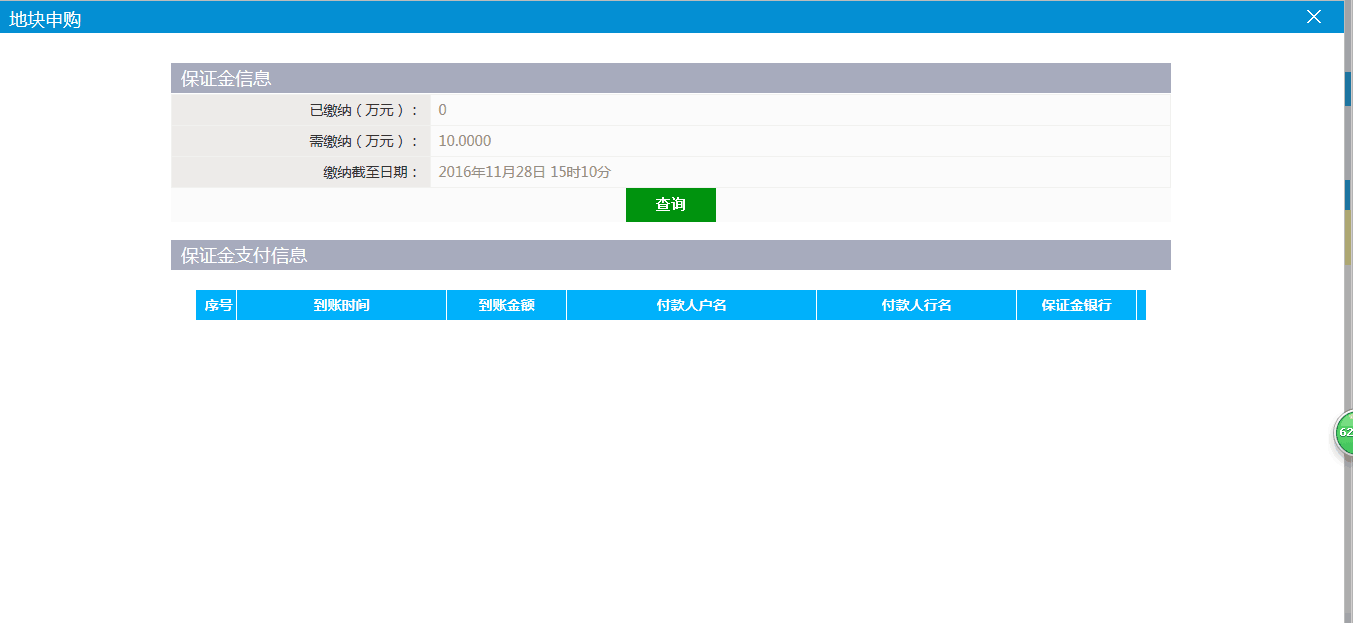 地块申购
保证金信息
已缴纳（万元）： 0
需缴纳（万元）： 10.0000
缴纳截至日期： 2016年11月28日 15时10分
查询
保证金支付信息
序号 到账时间 到账金额 付款人户名 付款人行名 保证金银行
62